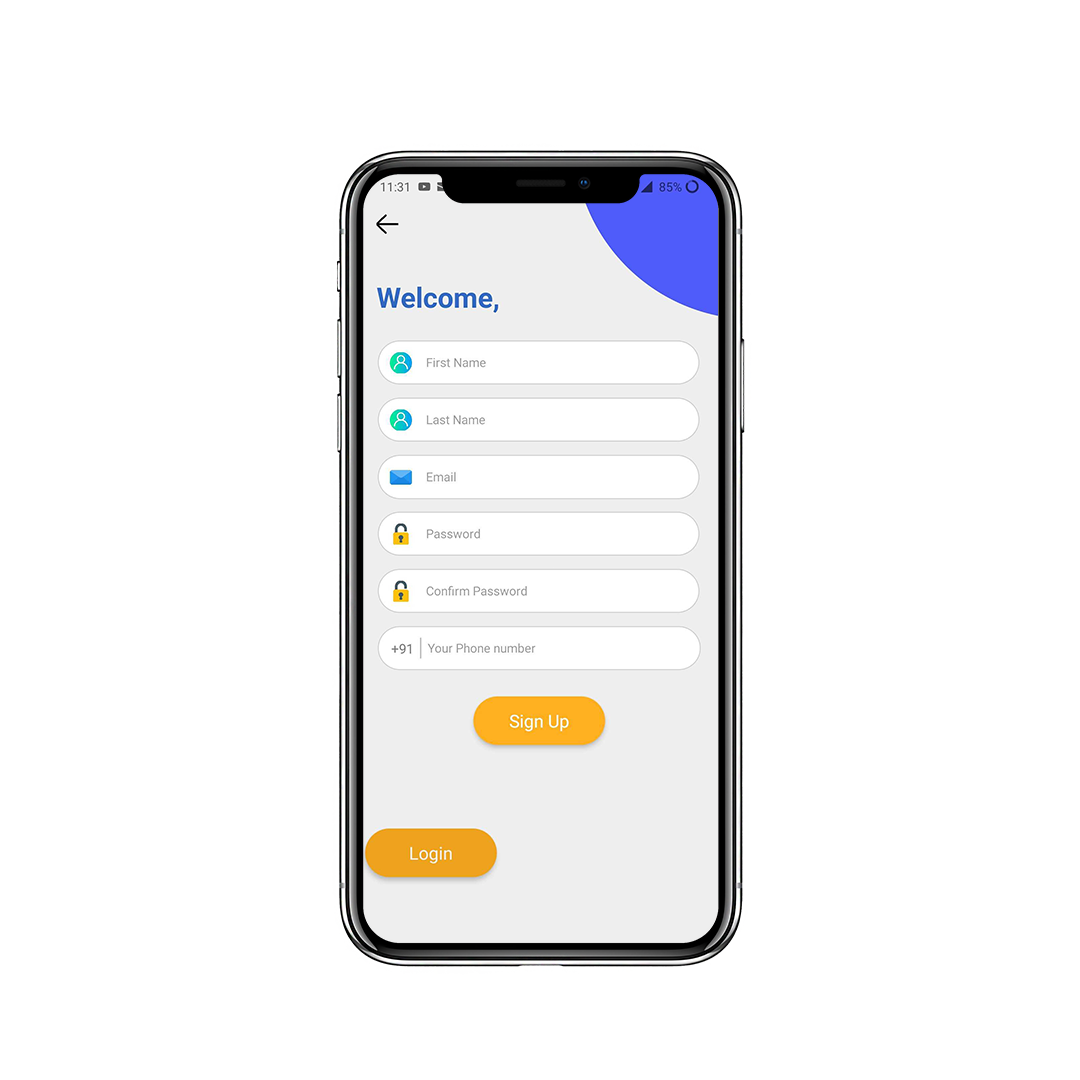 11:31 85%
Welcome,
First Name
Last Name
Email
Password
Confirm Password
+91 Your Phone number
Sign Up
Login